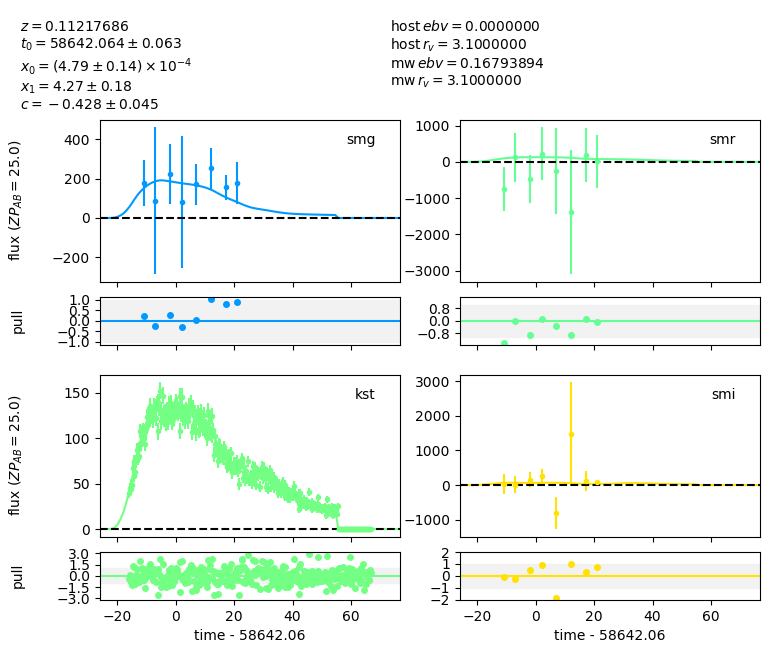 z = 0.11217686
t₀ = 58642.064 ± 0.063
x₀ = (4.79 ± 0.14) × 10⁻⁴
x₁ = 4.27 ± 0.18
c = −0.428 ± 0.045
host ebv = 0.0000000
host r_v = 3.1000000
mw ebv = 0.16793894
mw r_v = 3.1000000
flux (ZP_AB = 25.0)
400
200
0
−200
smg
1000
0
−1000
−2000
−3000
smr
pull
1.0
0.5
0.0
−0.5
−1.0
0.8
0.0
−0.8
flux (ZP_AB = 25.0)
150
100
50
0
kst
3000
2000
1000
0
−1000
smi
pull
3.0
1.5
0.0
−1.5
−3.0
2
1
0
−1
−2
−20 0 20 40 60
time - 58642.06
−20 0 20 40 60
time - 58642.06